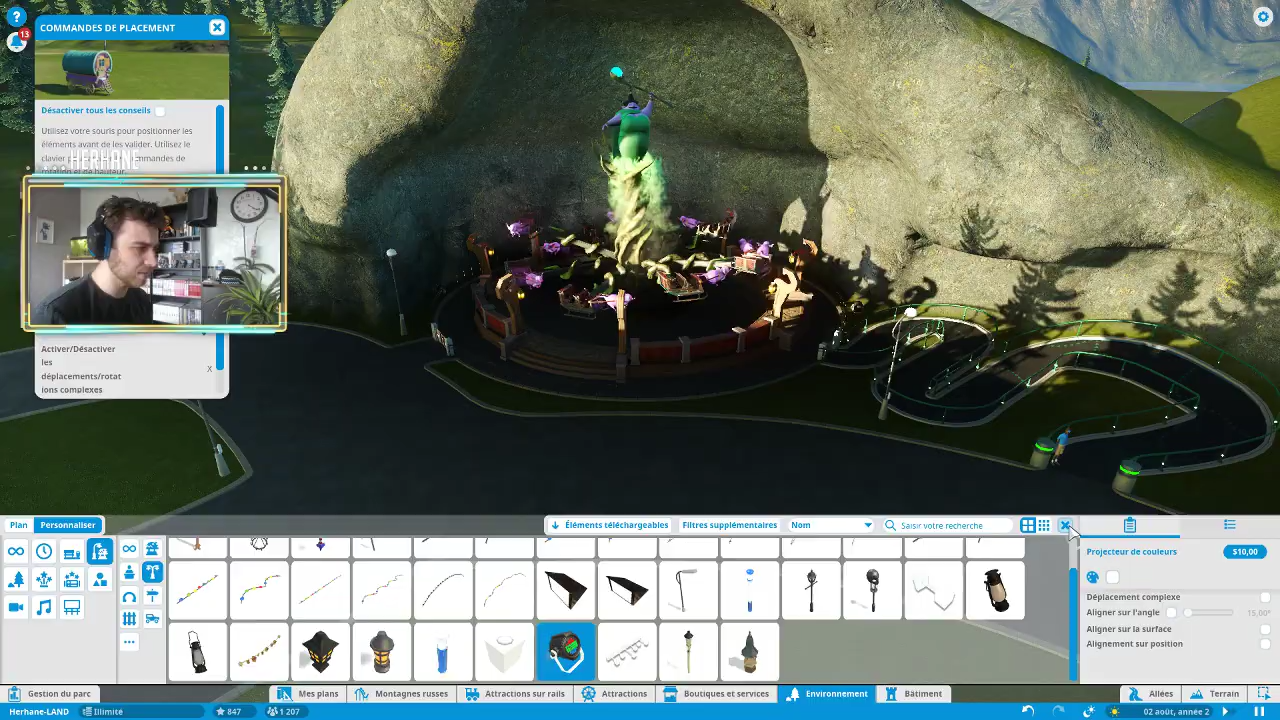 COMMANDES DE PLACEMENT
13
Désactiver tous les conseils
Utilisez votre souris pour positionner les
éléments avant de les valider. Utilisez le
HERHANE
Activer/Désactiver
les
déplacements/rotat
ions complexes
X
Plan
Personnaliser
Éléments téléchargeables
Filtres supplémentaires
Nom
Saisir votre recherche
Projecteur de couleurs
$10,00
Déplacement complexe
Aligner sur l'angle
15,00°
Aligner sur la surface
Alignement sur position
Gestion du parc
Mes plans
Montagnes russes
Attractions sur rails
Attractions
Boutiques et services
Environnement
Bâtiment
Allées
Terrain
Herhane-LAND
Illimité
847
1 207
02 août, année 2